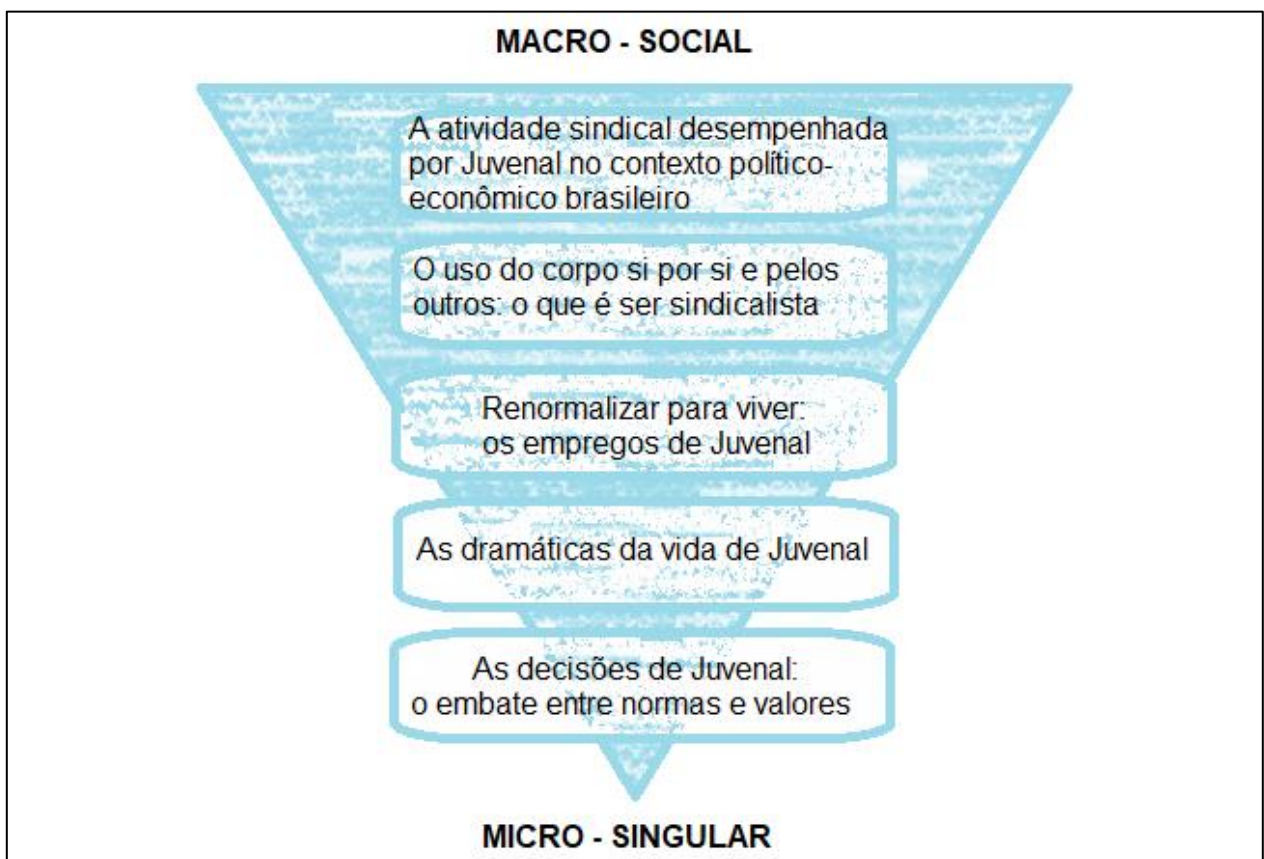 MACRO - SOCIAL
A atividade sindical desempenhada
por Juvenal no contexto político-
econômico brasileiro
O uso do corpo si por si e pelos
outros: o que é ser sindicalista
Renormalizar para viver:
os empregos de Juvenal
As dramáticas da vida de Juvenal
As decisões de Juvenal:
o embate entre normas e valores
MICRO - SINGULAR